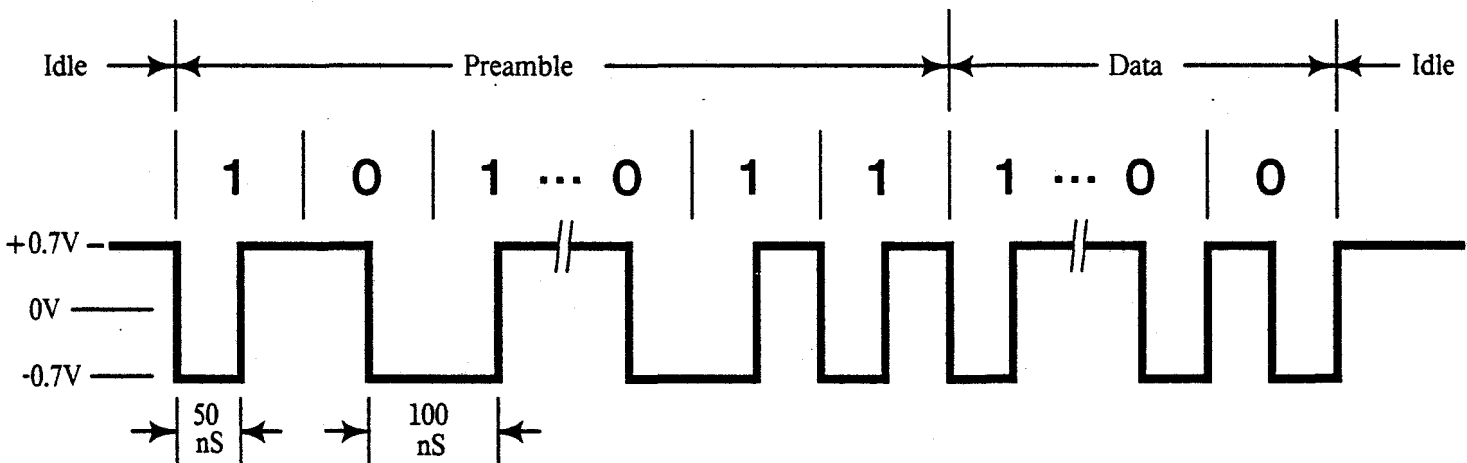 Idle Preamble Data Idle
1 0 1 ... 0 1 1 1 ... 0 0
+0.7V
0V
-0.7V
50 nS
100 nS